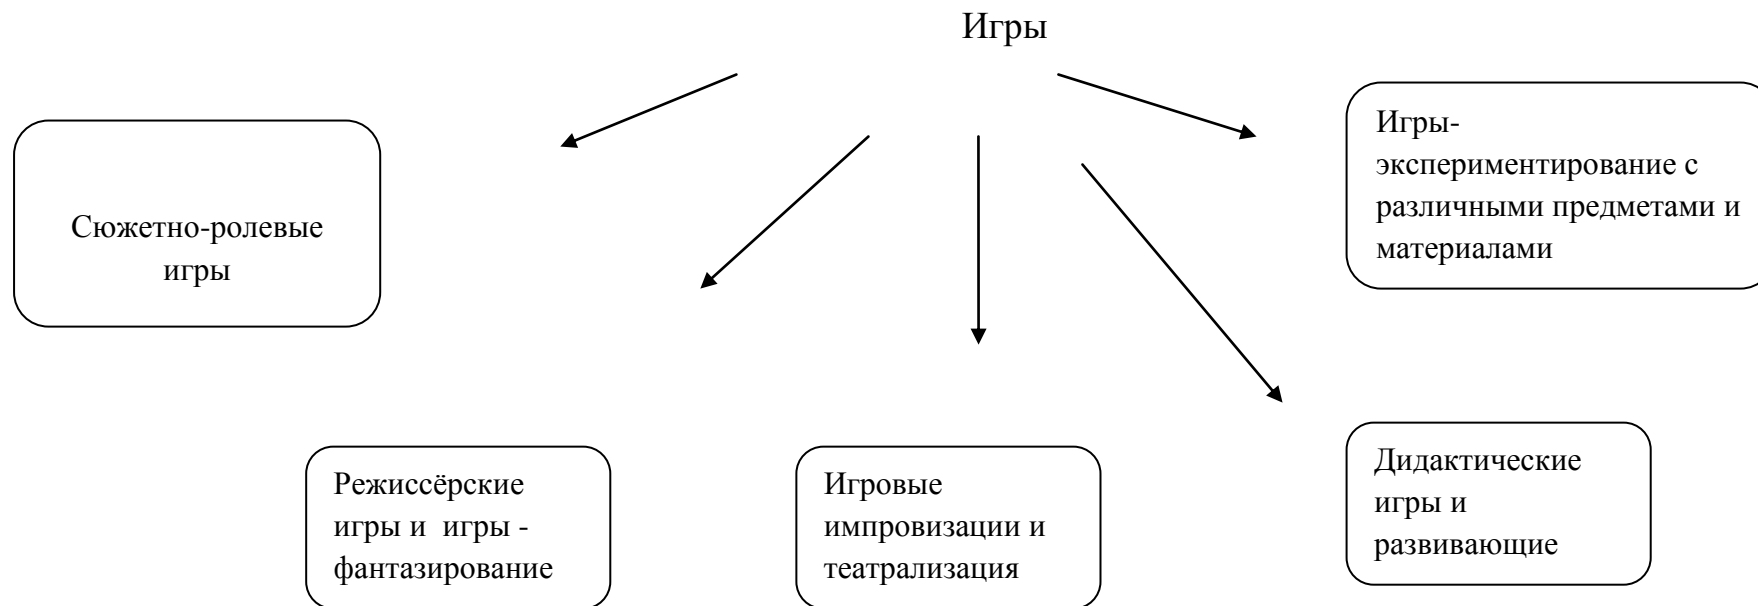 Игры
Сюжетно-ролевые
игры
Игры-
экспериментирование с
различными предметами и
материалами
Режиссёрские
игры и  игры -
фантазирование
Игровые
импровизации и
театрализация
Дидактические
игры и
развивающие